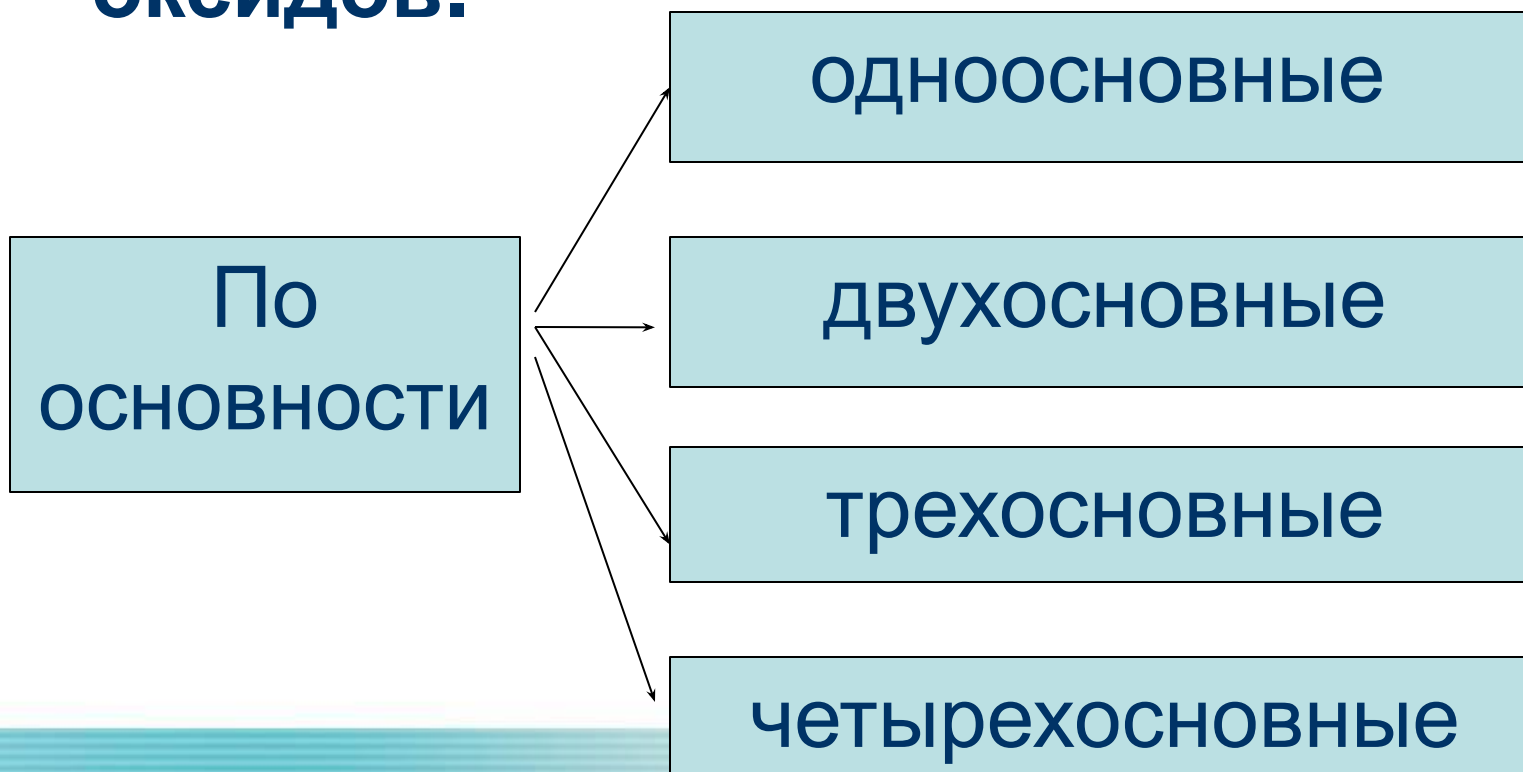 оксидов.
одноосновные
По
основности
двухосновные
трехосновные
четырехосновные